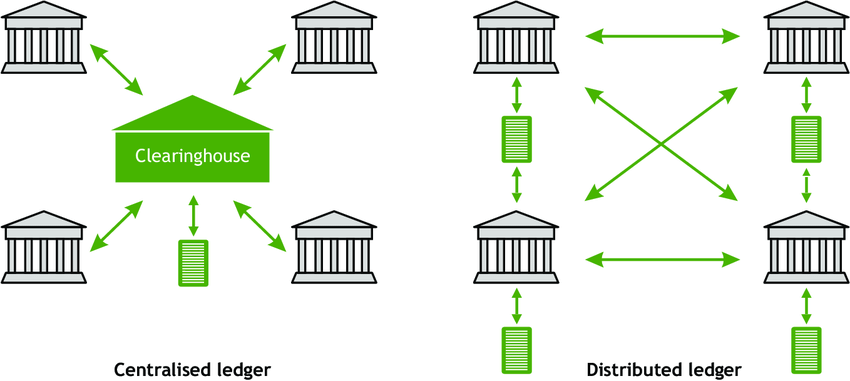 Clearinghouse
Centralised ledger
Distributed ledger